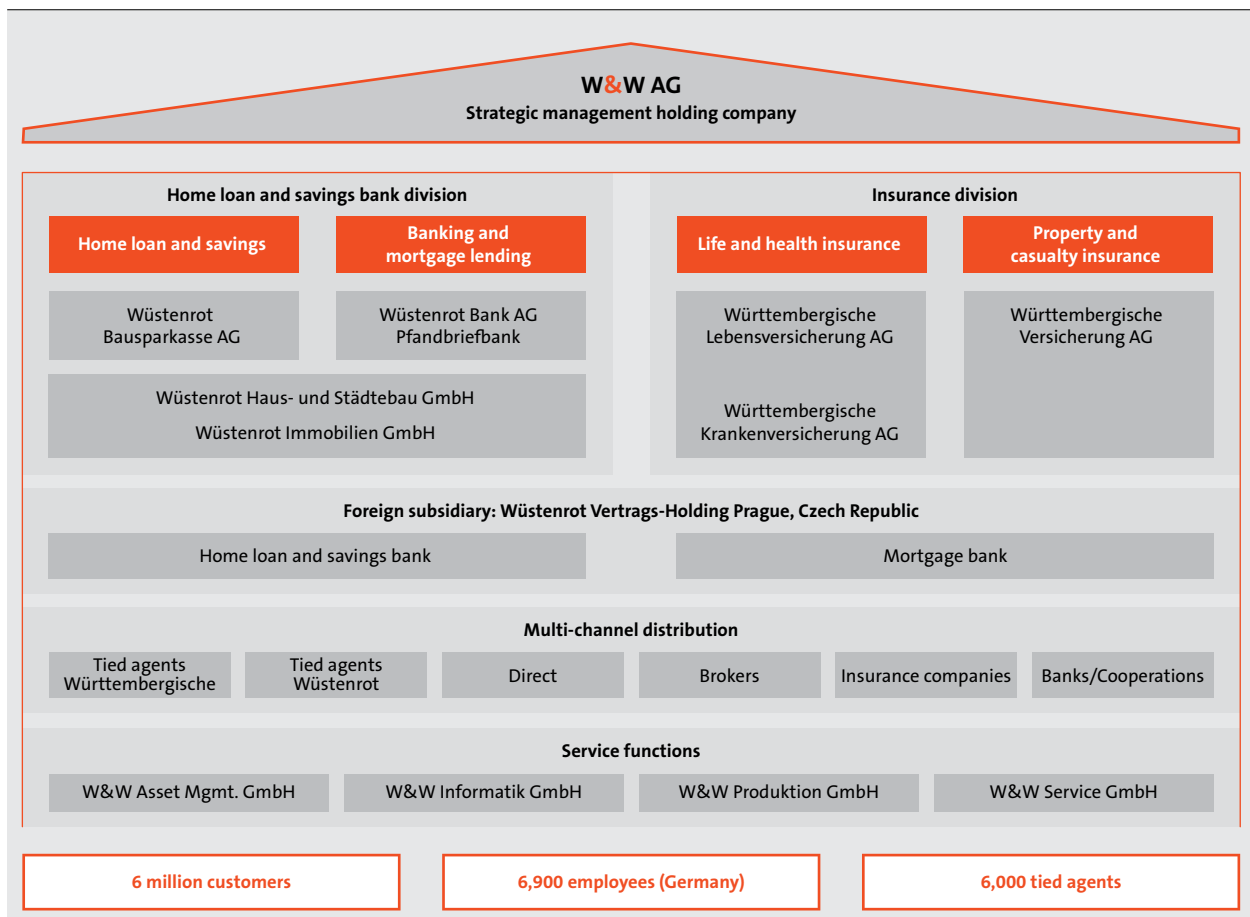 W&W AG
Strategic management holding company
Home loan and savings bank division
Home loan and savings
Banking and
mortgage lending
Wüstenrot
Bausparkasse AG
Wüstenrot Bank AG
Pfandbriefbank
Wüstenrot Haus- und Städtebau GmbH
Wüstenrot Immobilien GmbH
Insurance division
Life and health insurance
Property and
casualty insurance
Württembergische
Lebensversicherung AG
Württembergische
Krankenversicherung AG
Württembergische
Versicherung AG
Foreign subsidiary: Wüstenrot Vertrags-Holding Prague, Czech Republic
Home loan and savings bank
Mortgage bank
Multi-channel distribution
Tied agents
Württembergische
Tied agents
Wüstenrot
Direct
Brokers
Insurance companies
Banks/Cooperations
Service functions
W&W Asset Mgmt. GmbH
W&W Informatik GmbH
W&W Produktion GmbH
W&W Service GmbH
6 million customers
6,900 employees (Germany)
6,000 tied agents